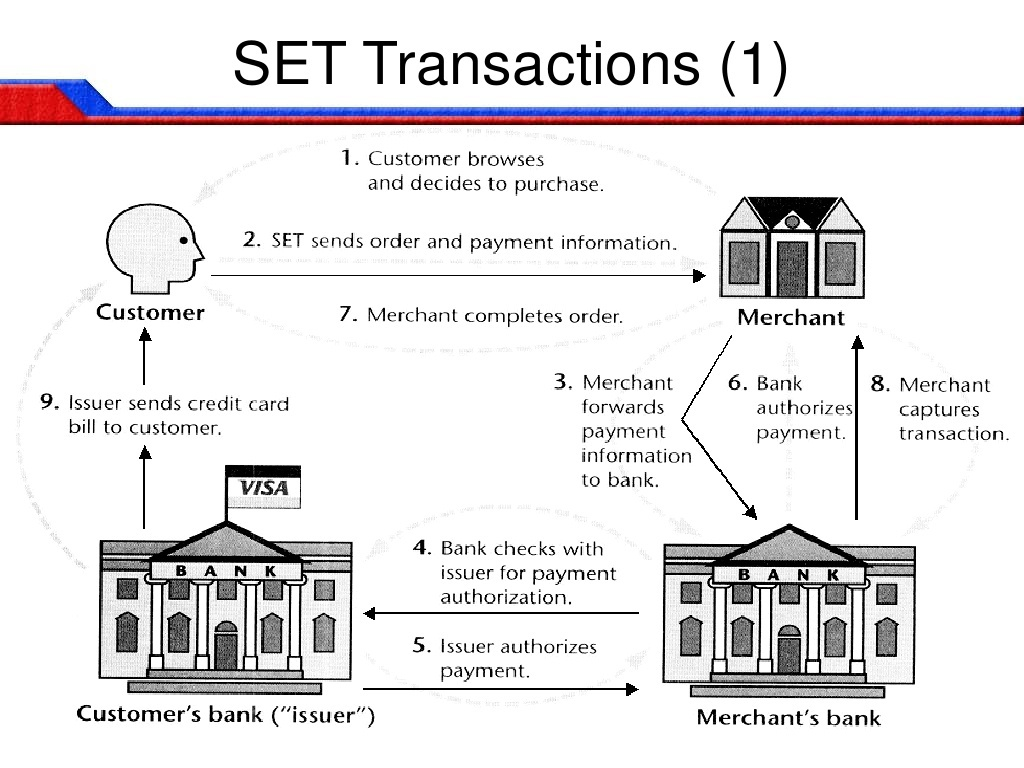 SET Transactions (1)
1. Customer browses
and decides to purchase.
2. SET sends order and payment information.
Customer
7. Merchant completes order.
Merchant
3. Merchant
forwards
payment
information
to bank.
6. Bank
authorizes
payment.
8. Merchant
captures
transaction.
9. Issuer sends credit card
bill to customer.
VISA
BANK
4. Bank checks with
issuer for payment
authorization.
BANK
5. Issuer authorizes
payment.
Customer's bank ("issuer")
Merchant's bank